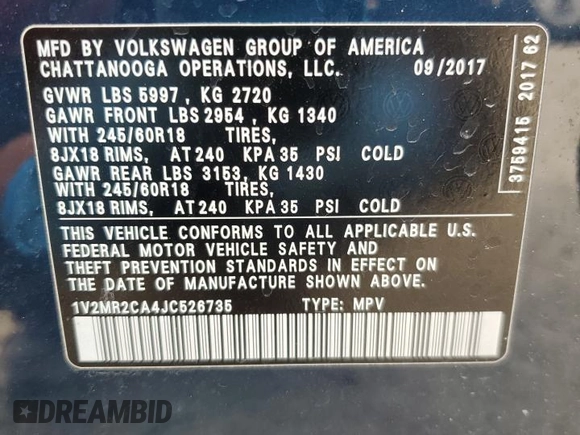 MFD BY VOLKSWAGEN GROUP OF AMERICA
CHATTANOOGA OPERATIONS, LLC. 09/2017
GVWR LBS 5997 , KG 2720
GAWR FRONT LBS 2954 , KG 1340
WITH 245/60R18 TIRES,
8JX18 RIMS, AT 240 KPA 35 PSI COLD
GAWR REAR LBS 3153, KG 1430
WITH 245/60R18 TIRES,
8JX18 RIMS, AT 240 KPA 35 PSI COLD
THIS VEHICLE CONFORMS TO ALL APPLICABLE U.S.
FEDERAL MOTOR VEHICLE SAFETY AND
THEFT PREVENTION STANDARDS IN EFFECT ON
THE DATE OF MANUFACTURE SHOWN ABOVE.
1V2MR2CA4JC526735 TYPE: MPV
3759415 2017 62
DREAMBID